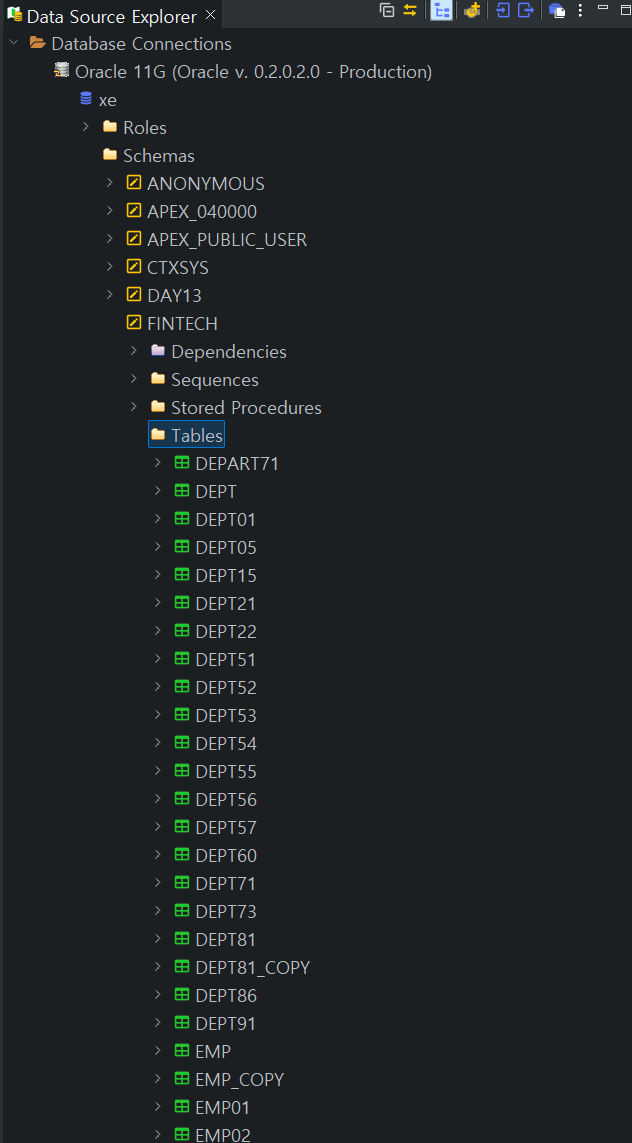 Data Source Explorer
Database Connections
Oracle 11G (Oracle v. 0.2.0.2.0 - Production)
xe
Roles
Schemas
ANONYMOUS
APEX_040000
APEX_PUBLIC_USER
CTXSYS
DAY13
FINTECH
Dependencies
Sequences
Stored Procedures
Tables
DEPART71
DEPT
DEPT01
DEPT05
DEPT15
DEPT21
DEPT22
DEPT51
DEPT52
DEPT53
DEPT54
DEPT55
DEPT56
DEPT57
DEPT60
DEPT71
DEPT73
DEPT81
DEPT81_COPY
DEPT86
DEPT91
EMP
EMP_COPY
EMP01
EMP02